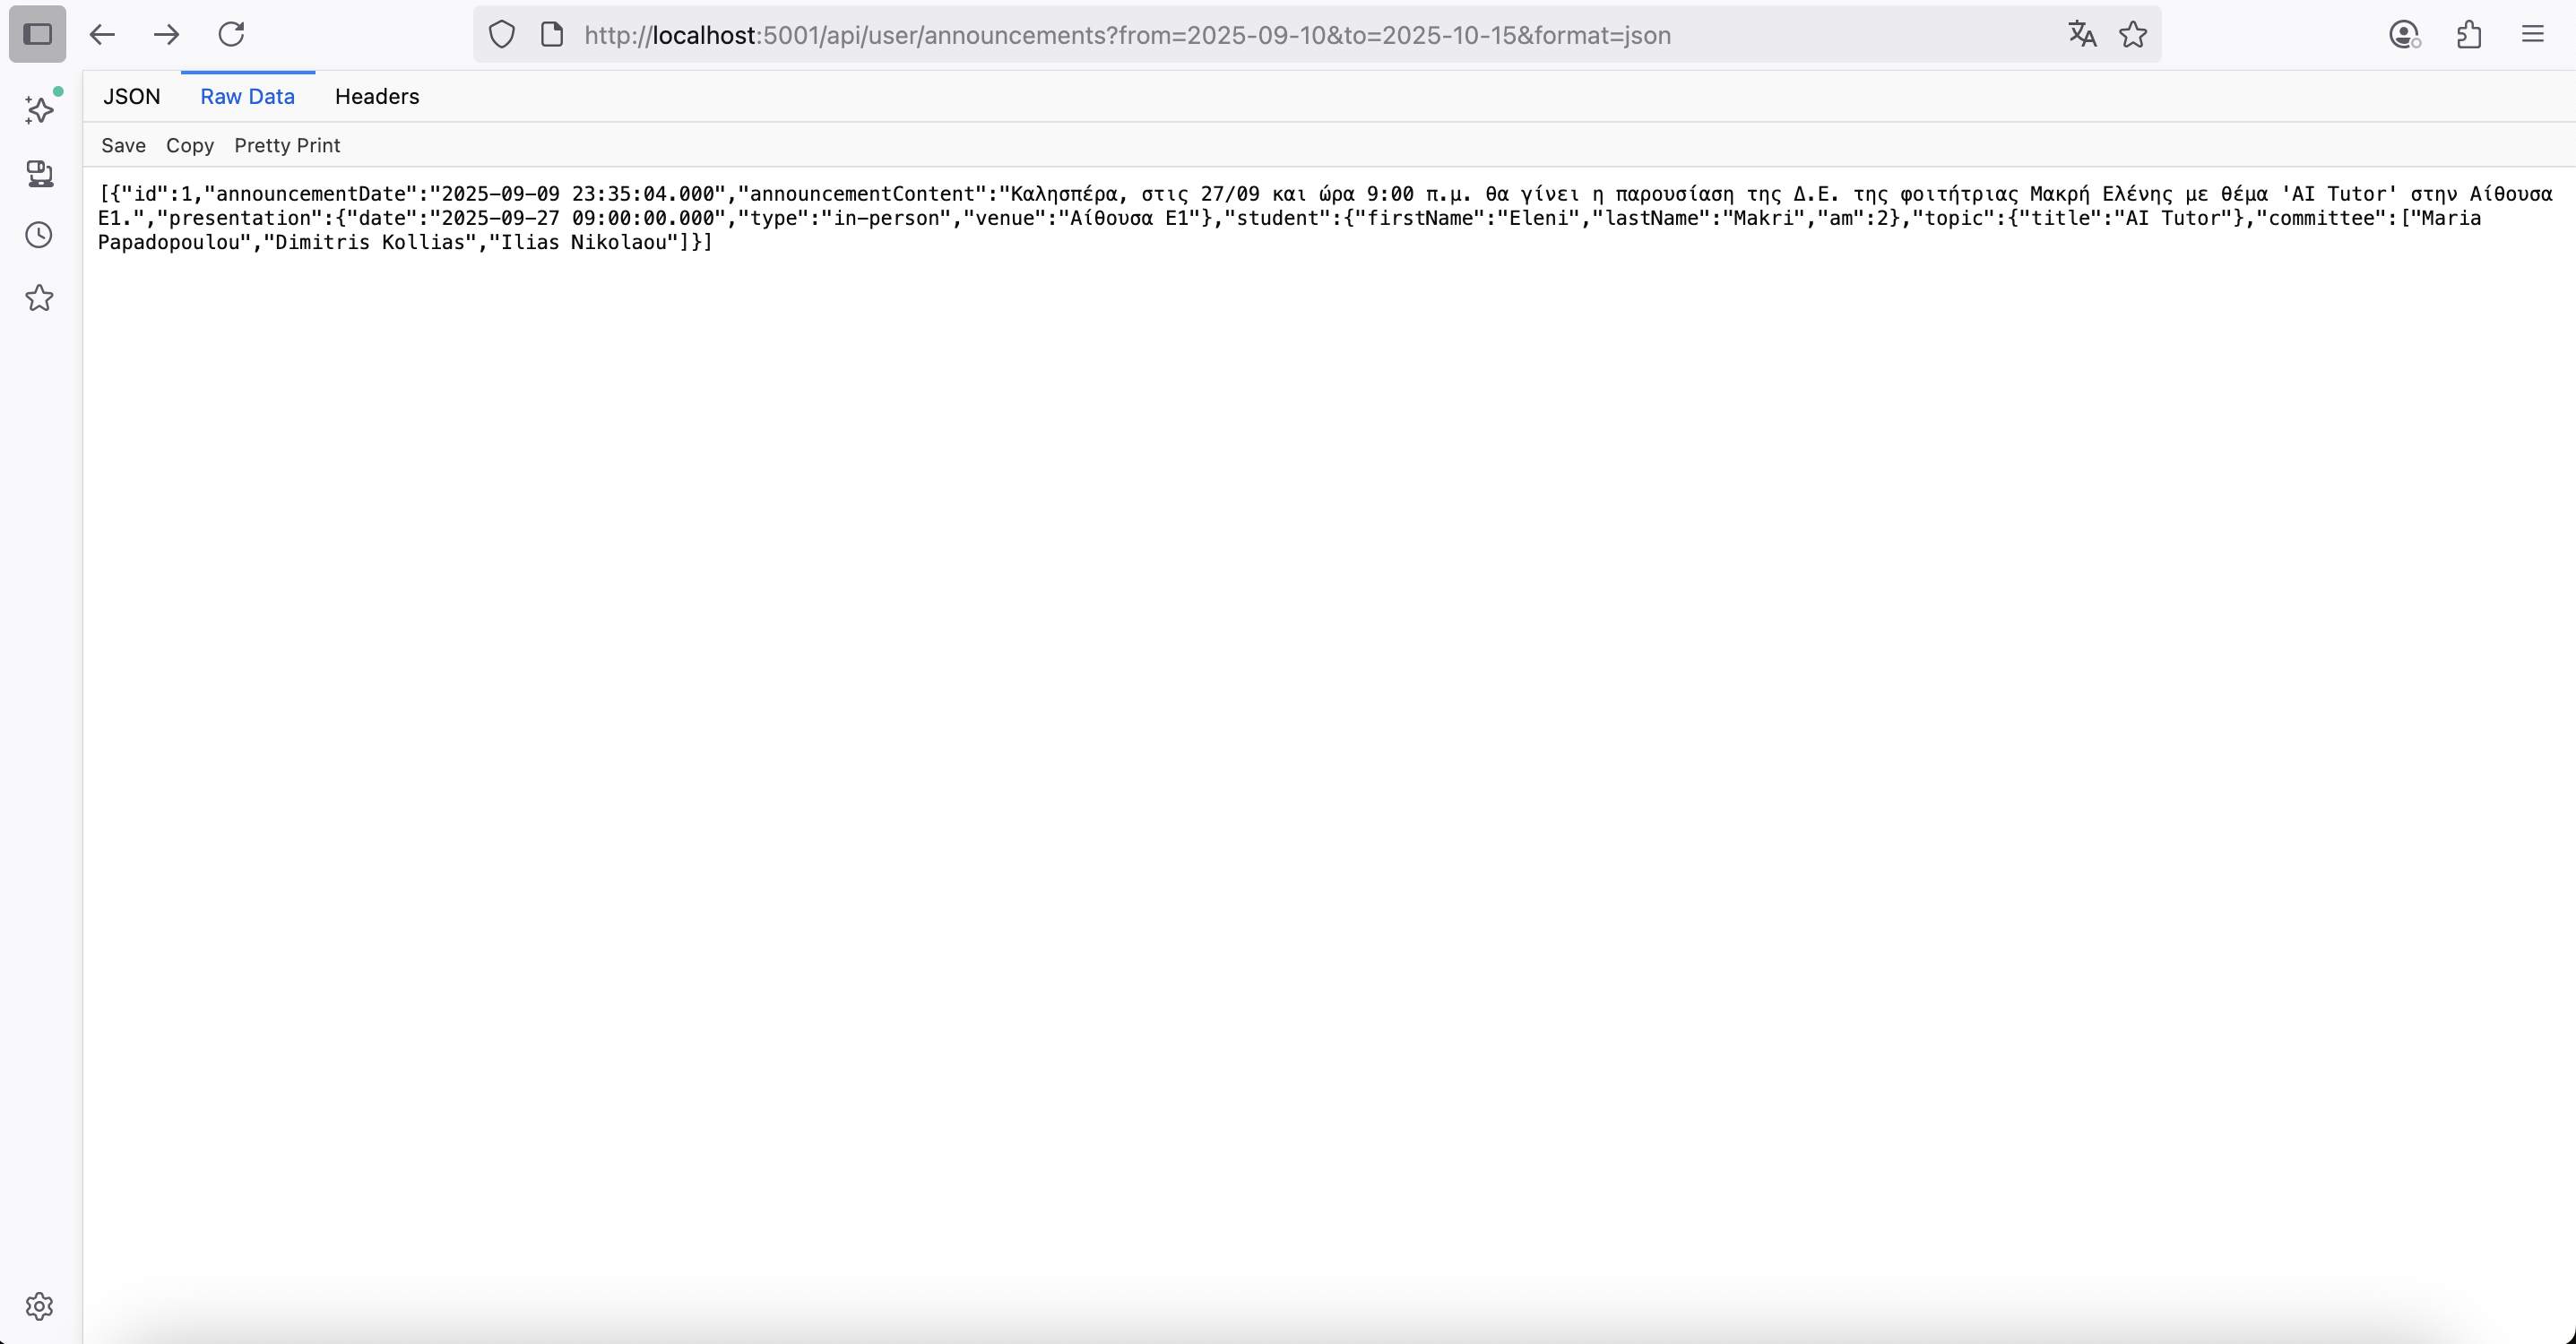 http://localhost:5001/api/user/announcements?from=2025-09-10&to=2025-10-15&format=json
JSON Raw Data Headers
Save Copy Pretty Print
[{"id":1,"announcementDate":"2025-09-09 23:35:04.000","announcementContent":"Καλησπέρα, στις 27/09 και ώρα 9:00 π.μ. θα γίνει η παρουσίαση της Δ.Ε. της φοιτήτριας Μακρή Ελένης με θέμα 'AI Tutor' στην Αίθουσα
Ε1.","presentation":{"date":"2025-09-27 09:00:00.000","type":"in-person","venue":"Αίθουσα Ε1"},"student":{"firstName":"Eleni","lastName":"Makri","am":2},"topic":{"title":"AI Tutor"},"committee":["Maria
Papadopoulou","Dimitris Kollias","Ilias Nikolaou"]}]